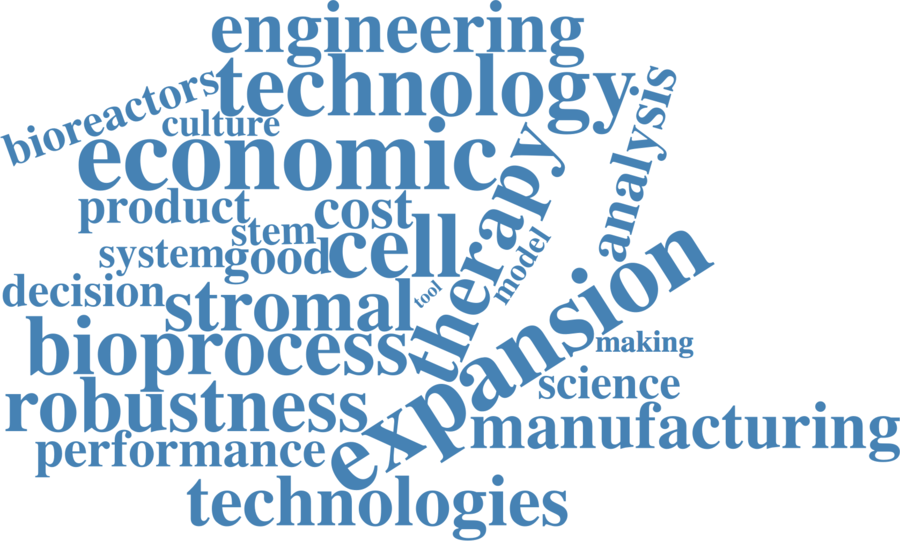 engineering
technology
bioreactors
culture
economic
analysis
therapy
product
cost
stem
cell
system
good
model
decision
tool
stromal
expansion
bioprocess
making
science
robustness
manufacturing
performance
technologies